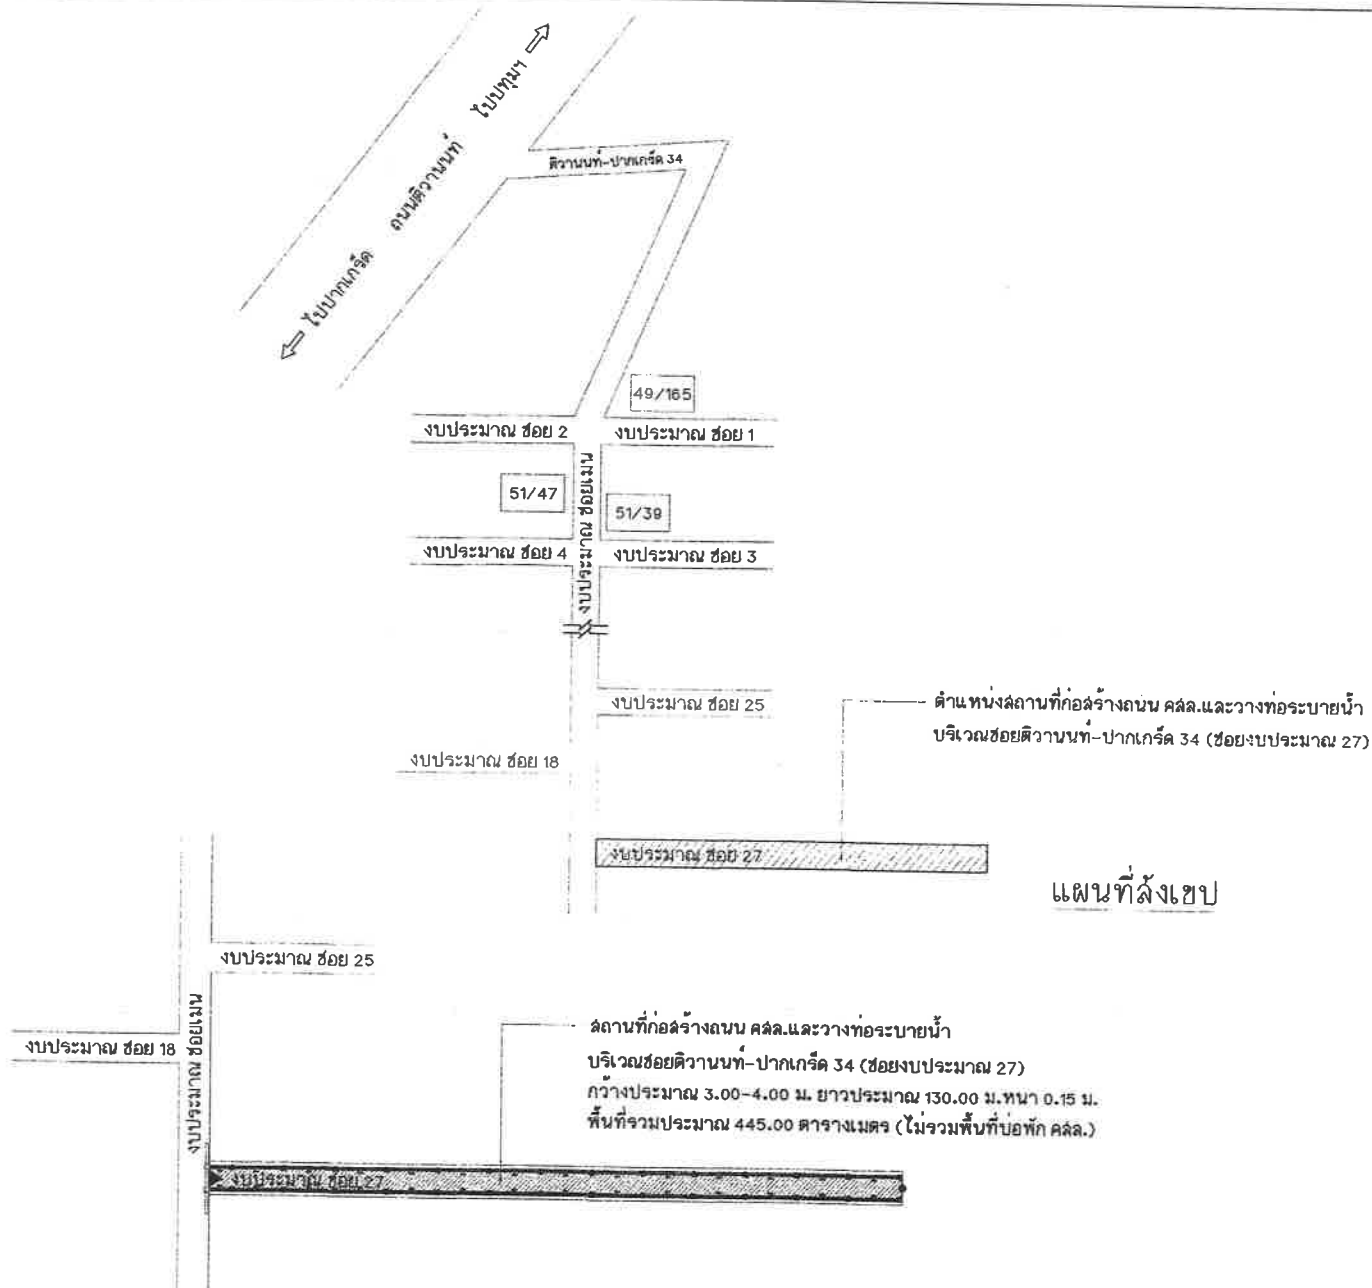 ไปปทุมฯ
ถนนติวานนท์
ไปปากเกร็ด
ติวานนท์-ปากเกร็ด 34
49/165
งบประมาณ ซอย 2
งบประมาณ ซอย 1
51/47
51/39
งบประมาณ ซอยเมน
งบประมาณ ซอย 4
งบประมาณ ซอย 3
งบประมาณ ซอย 25
ตำแหน่งสถานที่ก่อสร้างถนน คสล.และวางท่อระบายน้ำ
บริเวณซอยติวานนท์-ปากเกร็ด 34 (ซอยงบประมาณ 27)
งบประมาณ ซอย 18
งบประมาณ ซอย 27
แผนที่สังเขป
งบประมาณ ซอย 25
งบประมาณ ซอยเมน
งบประมาณ ซอย 18
สถานที่ก่อสร้างถนน คสล.และวางท่อระบายน้ำ
บริเวณซอยติวานนท์-ปากเกร็ด 34 (ซอยงบประมาณ 27)
กว้างประมาณ 3.00-4.00 ม. ยาวประมาณ 130.00 ม.หนา 0.15 ม.
พื้นที่รวมประมาณ 445.00 ตารางเมตร (ไม่รวมพื้นที่บ่อพัก คสล.)
งบประมาณ ซอย 27